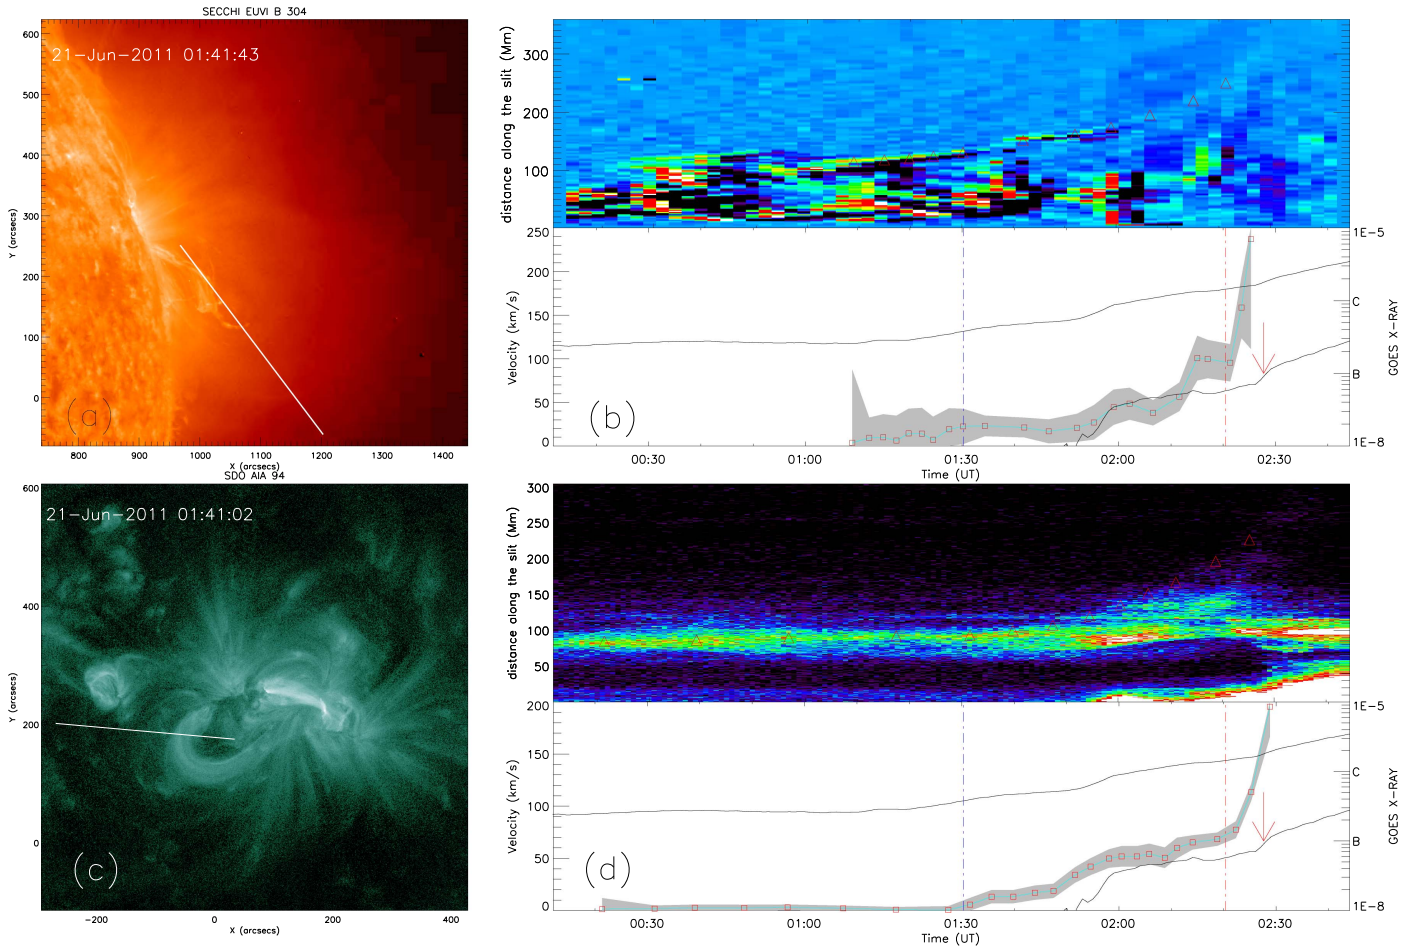 SECCHI EUVI B 304
21-Jun-2011 01:41:43
600
500
400
300
200
100
0
Y (arcsecs)
(a)
800 900 1000 1100 1200 1300 1400
X (arcsecs)
300
200
100
distance along the slit (Mm)
250
200
150
100
50
0
Velocity (km/s)
(b)
1E-5
C
B
1E-8
GOES X-RAY
00:30 01:00 01:30 02:00 02:30
Time (UT)
SDO AIA 94
21-Jun-2011 01:41:02
600
400
200
0
Y (arcsecs)
(c)
-200 0 200 400
X (arcsecs)
300
250
200
150
100
50
distance along the slit (Mm)
200
150
100
50
0
Velocity (km/s)
(d)
1E-5
C
B
1E-8
GOES X-RAY
00:30 01:00 01:30 02:00 02:30
Time (UT)